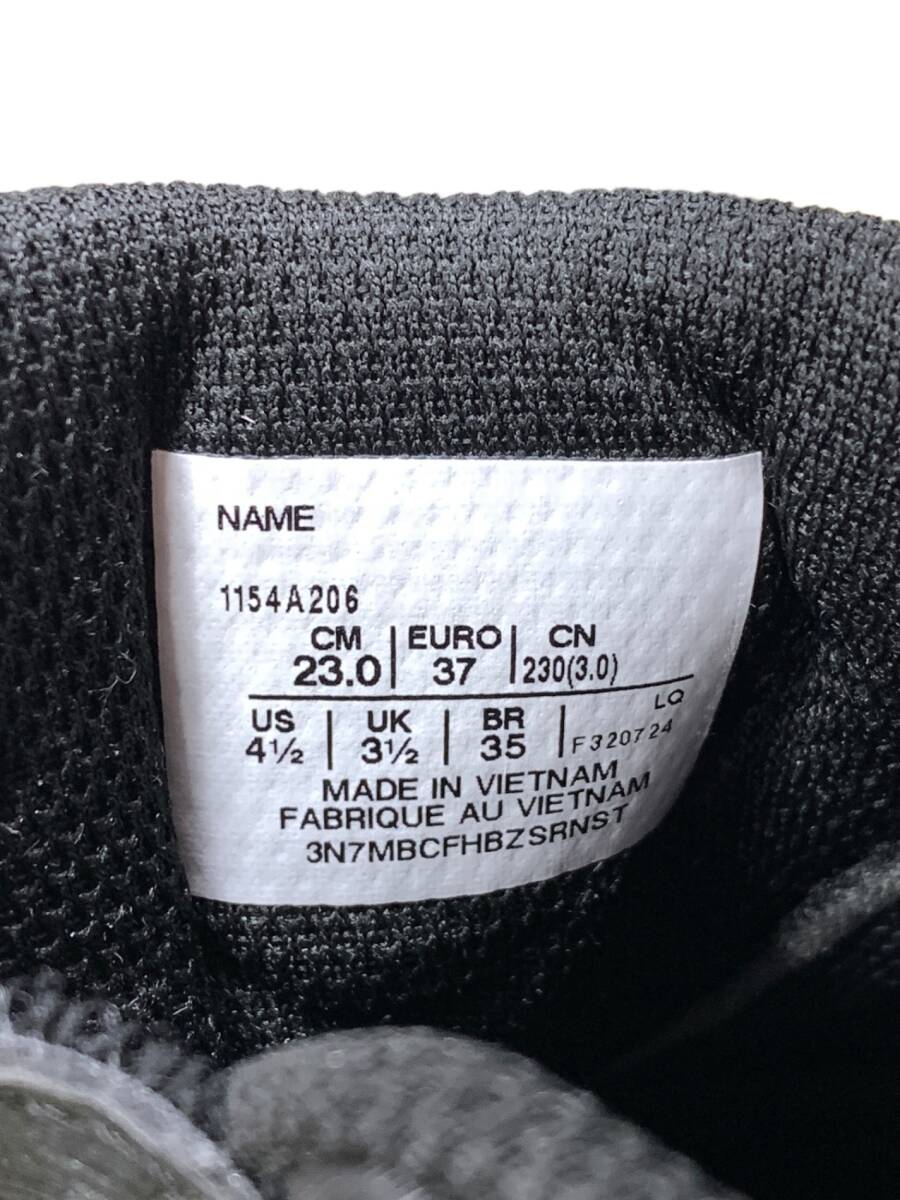 NAME
1154A206
CM EURO CN
23.0 37 230(3.0)
LQ
US UK BR
4½ 3½ 35 F320724
MADE IN VIETNAM
FABRIQUE AU VIETNAM
3N7MBCFHBZSRNST